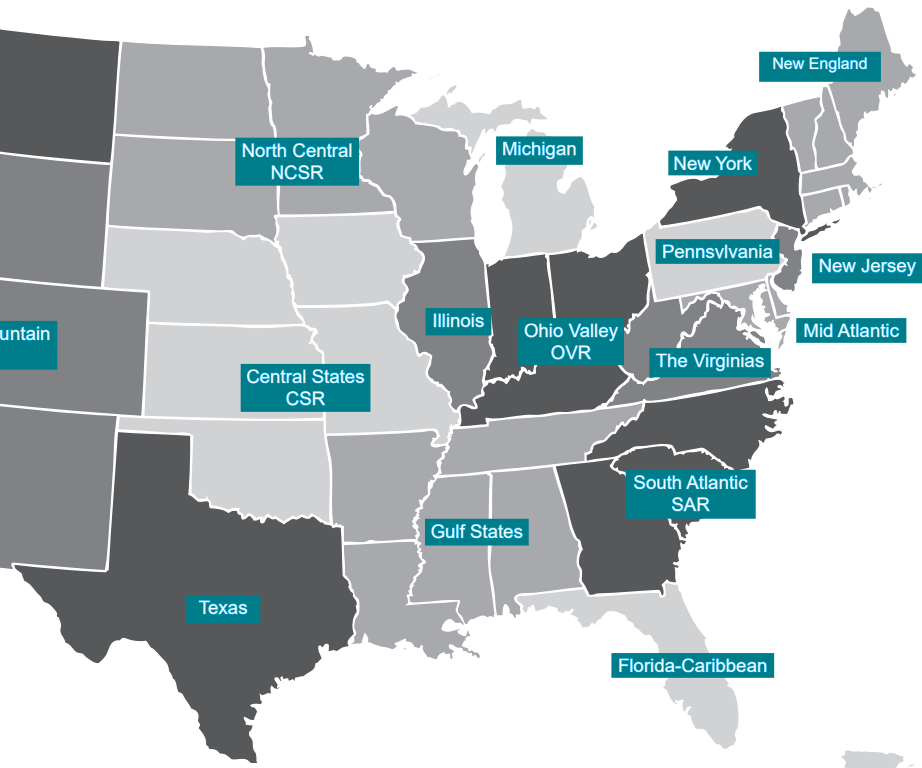 New England
North Central
NCSR
Michigan
New York
Pennsylvania
New Jersey
Illinois
Ohio Valley
OVR
Mid Atlantic
untain
The Virginias
Central States
CSR
South Atlantic
SAR
Gulf States
Texas
Florida-Caribbean